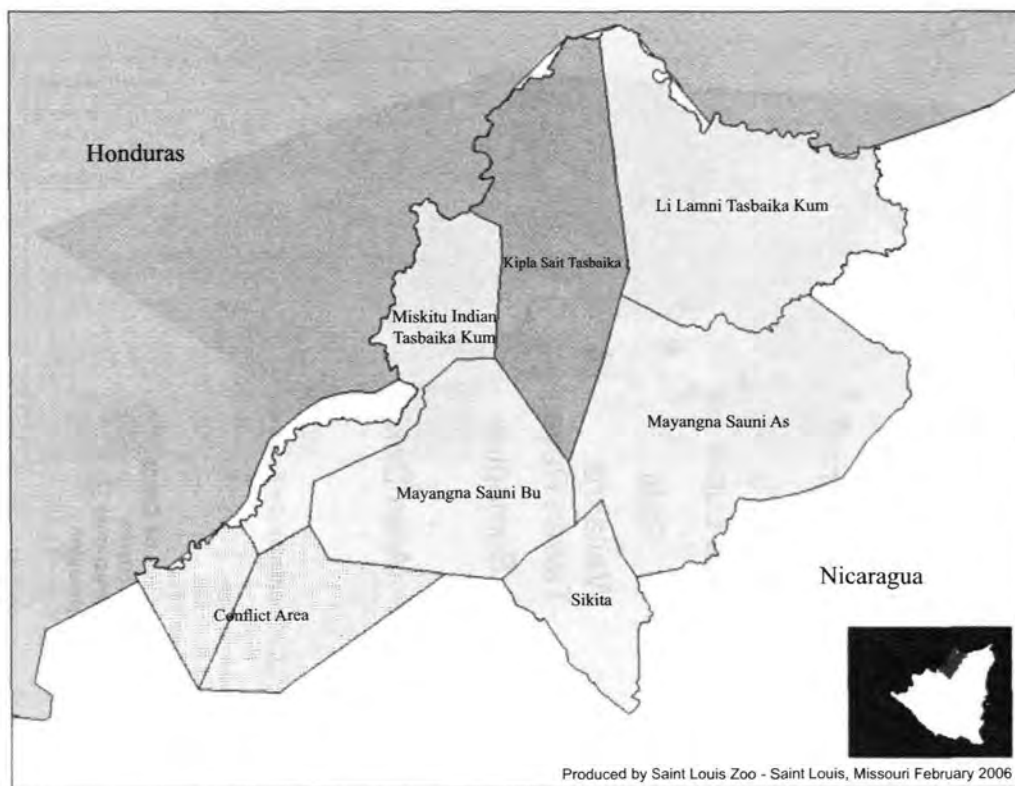 Honduras
Li Lamni Tasbaika Kum
Kipla Sait Tasbaika
Miskitu Indian
Tasbaika Kum
Mayangna Sauni As
Mayangna Sauni Bu
Nicaragua
Sikita
Conflict Area
Produced by Saint Louis Zoo - Saint Louis, Missouri February 2006